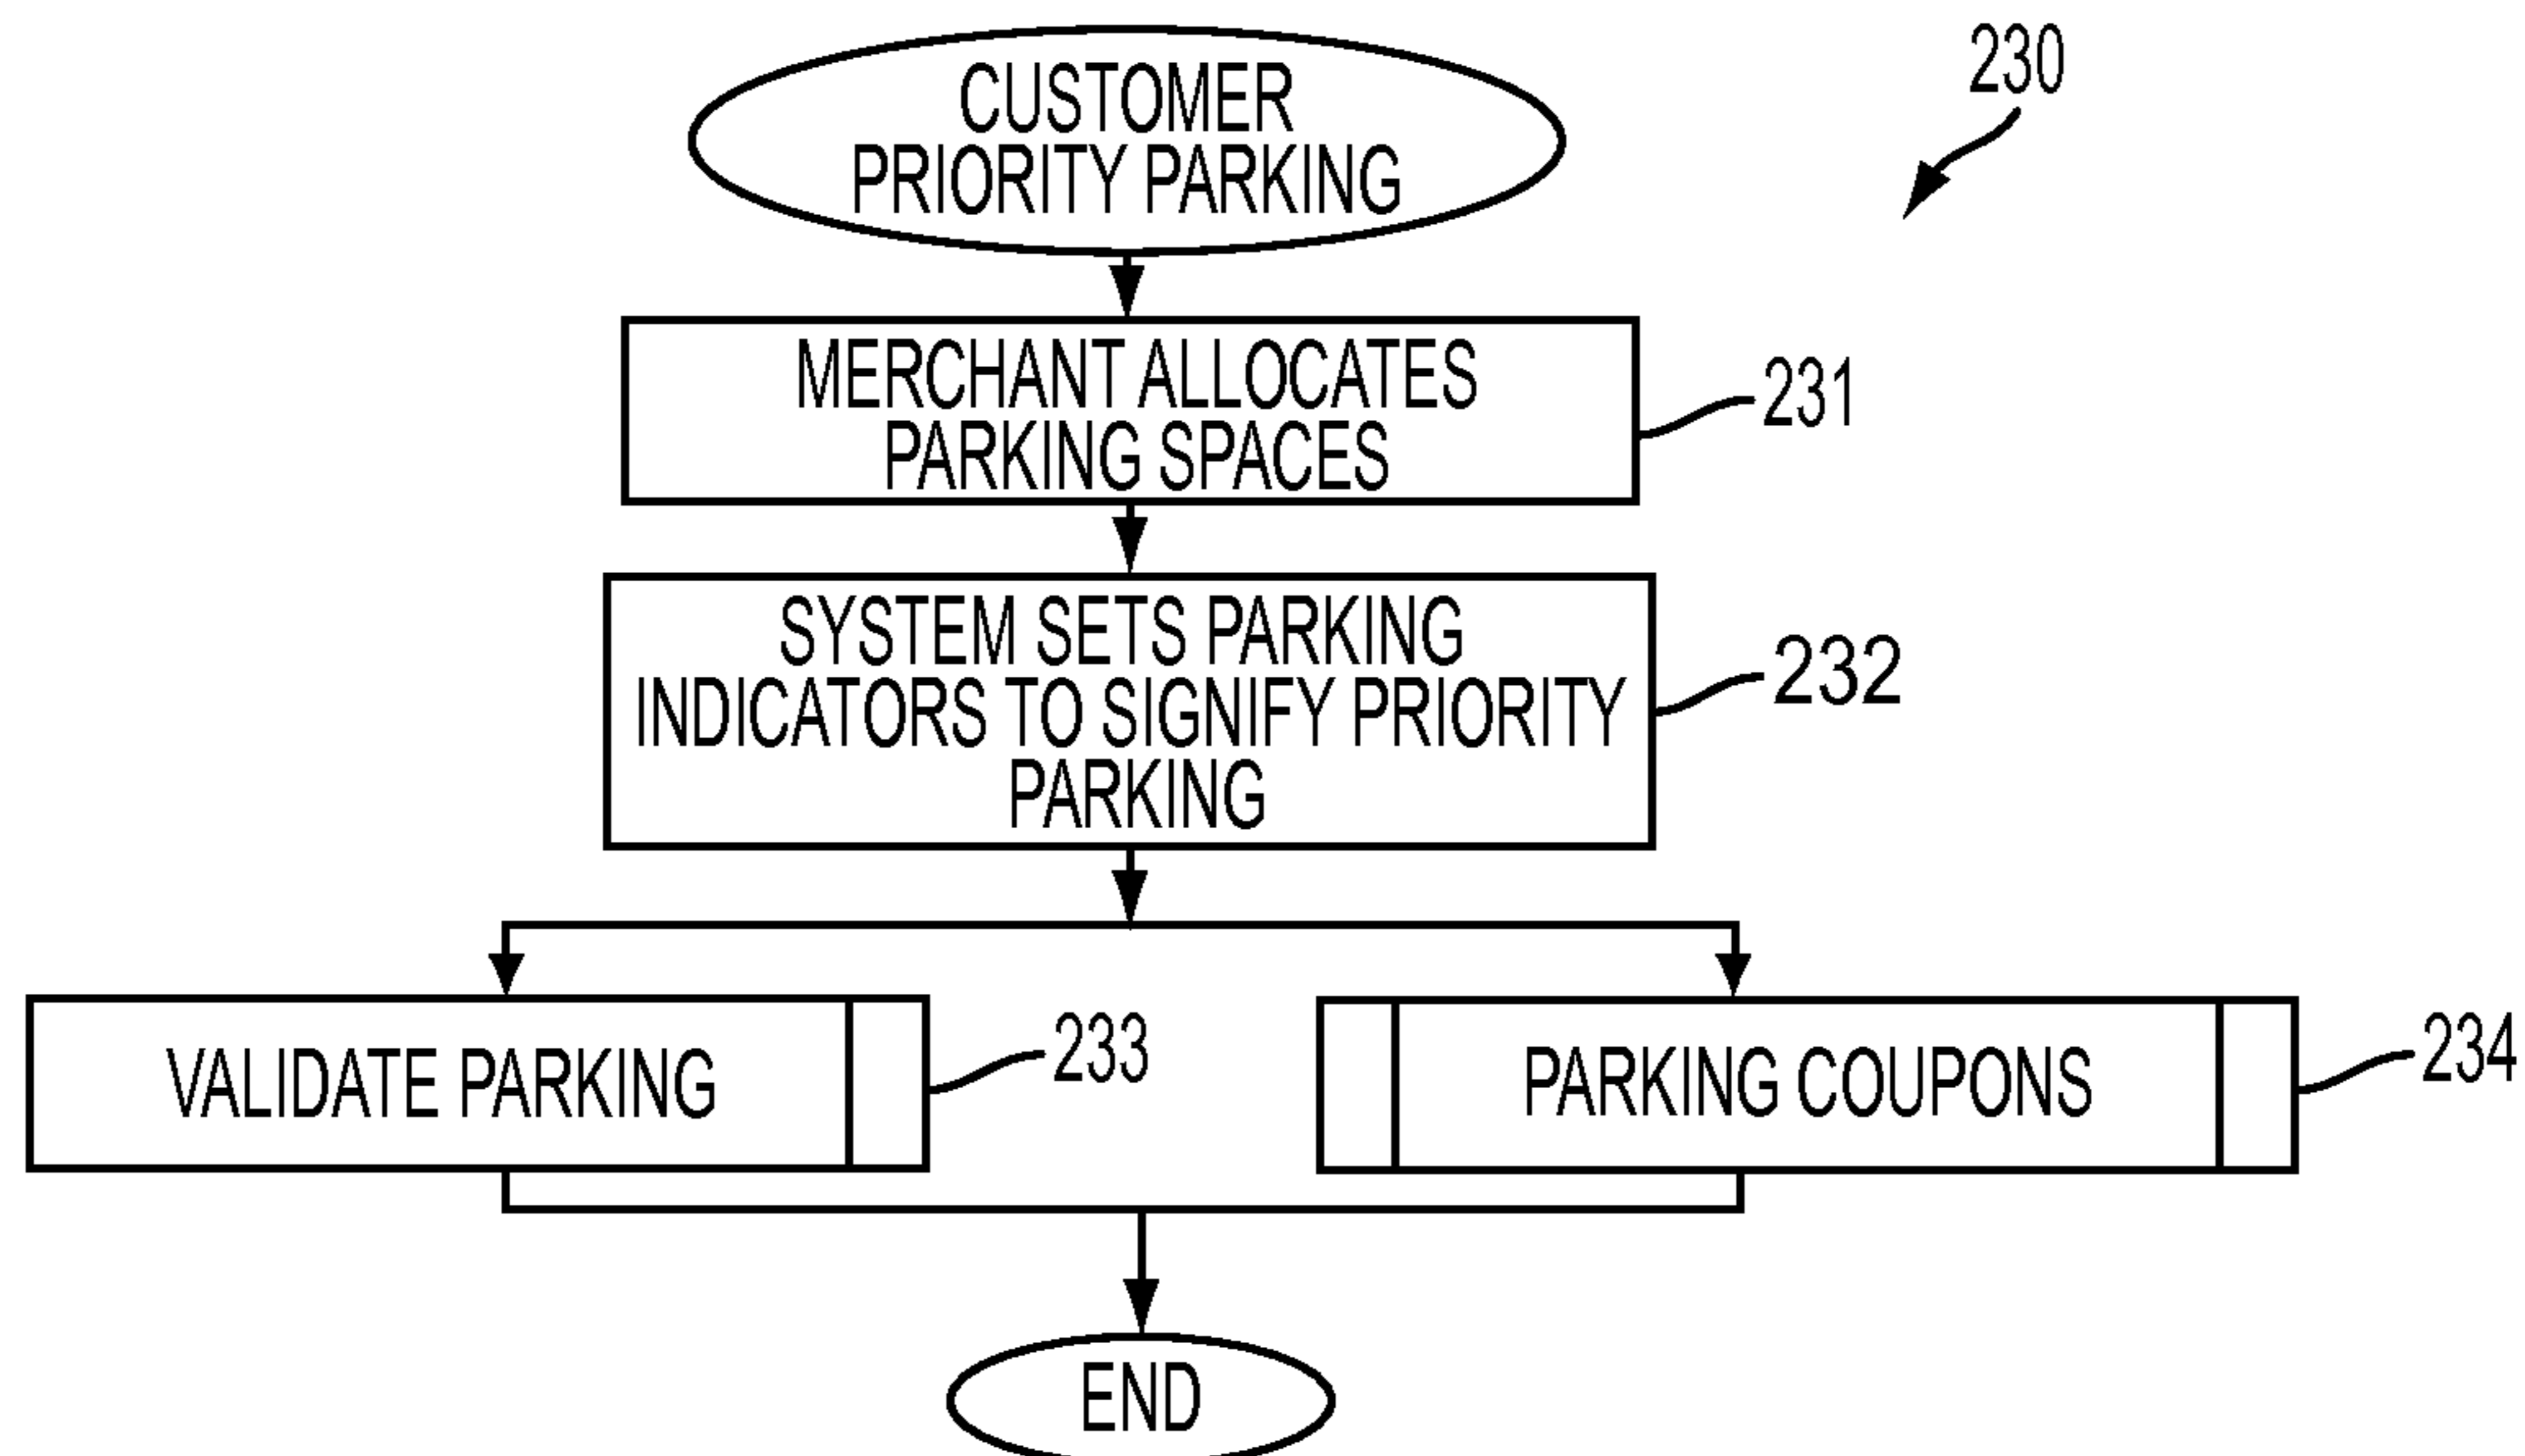 CUSTOMER
PRIORITY PARKING
230
MERCHANT ALLOCATES
PARKING SPACES
231
SYSTEM SETS PARKING
INDICATORS TO SIGNIFY PRIORITY
PARKING
232
VALIDATE PARKING
233
PARKING COUPONS
234
END